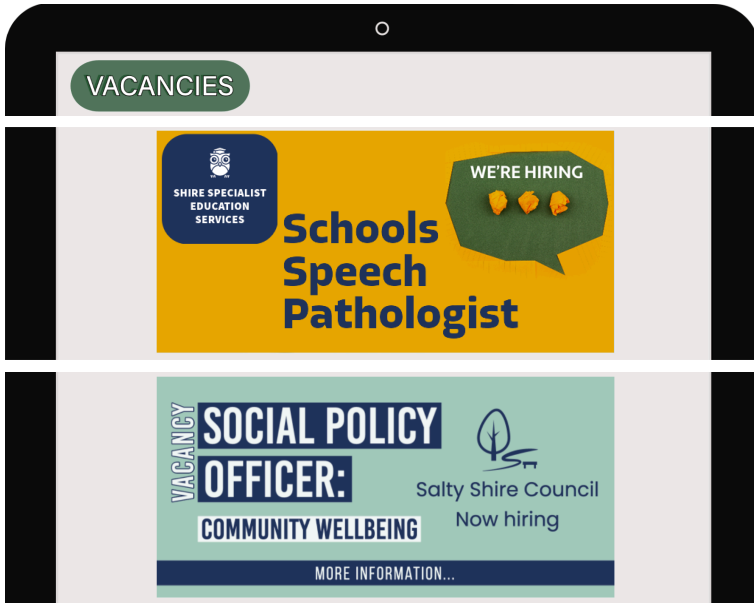 VACANCIES
SHIRE SPECIALIST
EDUCATION
SERVICES
WE'RE HIRING
Schools
Speech
Pathologist
VACANCY
SOCIAL POLICY
OFFICER:
COMMUNITY WELLBEING
Salty Shire Council
Now hiring
MORE INFORMATION...